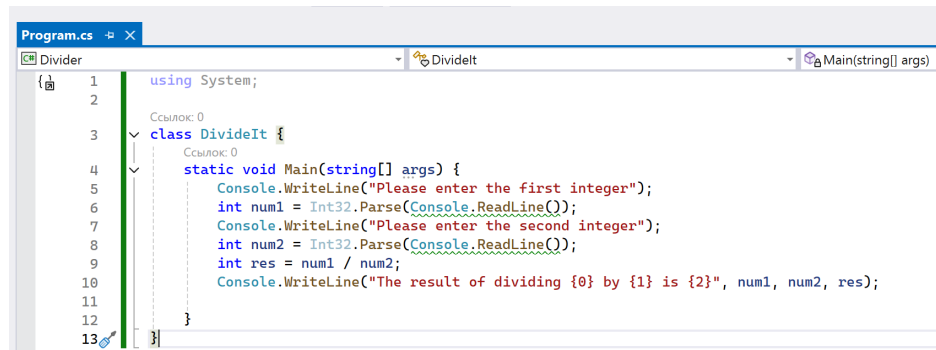 Program.cs
C# Divider DivideIt Main(string[] args)
1 using System;
2
Ссылок: 0
3 class DivideIt {
Ссылок: 0
4 static void Main(string[] args) {
5 Console.WriteLine("Please enter the first integer");
6 int num1 = Int32.Parse(Console.ReadLine());
7 Console.WriteLine("Please enter the second integer");
8 int num2 = Int32.Parse(Console.ReadLine());
9 int res = num1 / num2;
10 Console.WriteLine("The result of dividing {0} by {1} is {2}", num1, num2, res);
11
12 }
13 }